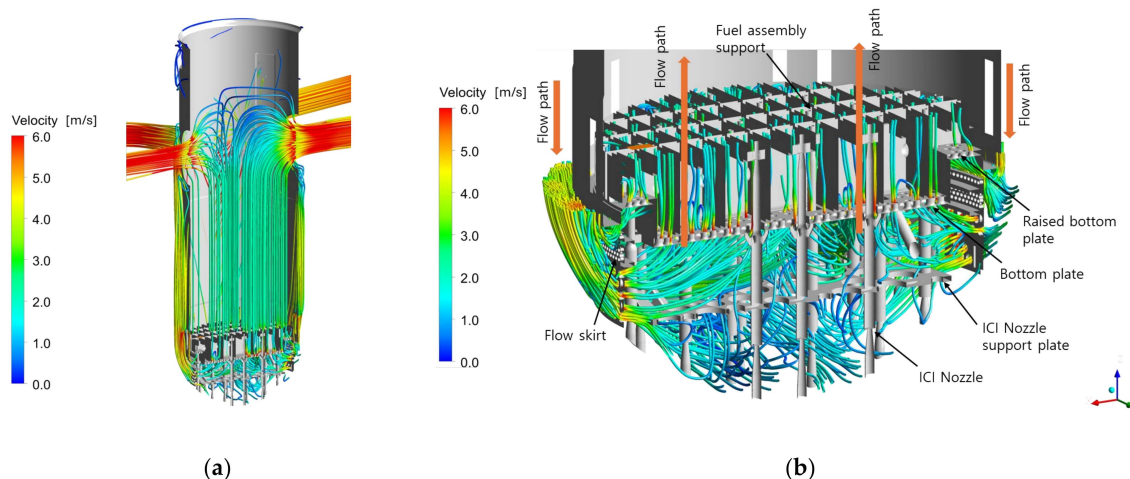 Velocity [m/s]
6.0
5.0
4.0
3.0
2.0
1.0
0.0
(a)
Velocity [m/s]
6.0
5.0
4.0
3.0
2.0
1.0
0.0
Flow path
Flow path
Fuel assembly
support
Flow path
Flow path
Raised bottom
plate
Bottom plate
ICI Nozzle
support plate
ICI Nozzle
Flow skirt
(b)